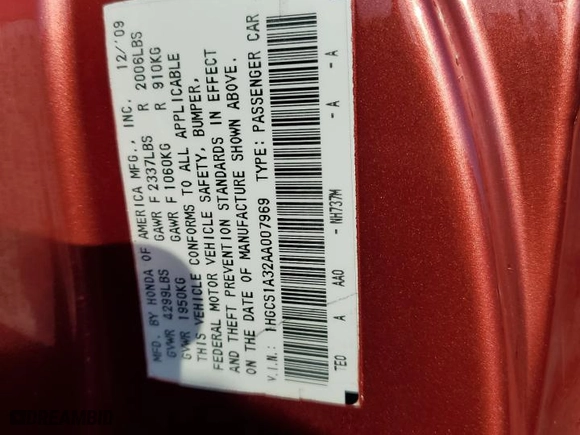 MFD. BY HONDA OF AMERICA MFG., INC. 12/'09
GVWR 4299LBS GAWR F 2337LBS R 2006LBS
GVWR 1950KG GAWR F 1060KG R 910KG
THIS VEHICLE CONFORMS TO ALL APPLICABLE
FEDERAL MOTOR VEHICLE SAFETY, BUMPER,
AND THEFT PREVENTION STANDARDS IN EFFECT
ON THE DATE OF MANUFACTURE SHOWN ABOVE.
V.I.N.: 1HGCS1A32AA007969 TYPE: PASSENGER CAR
TE0 A AA0 -NH737M -A -A